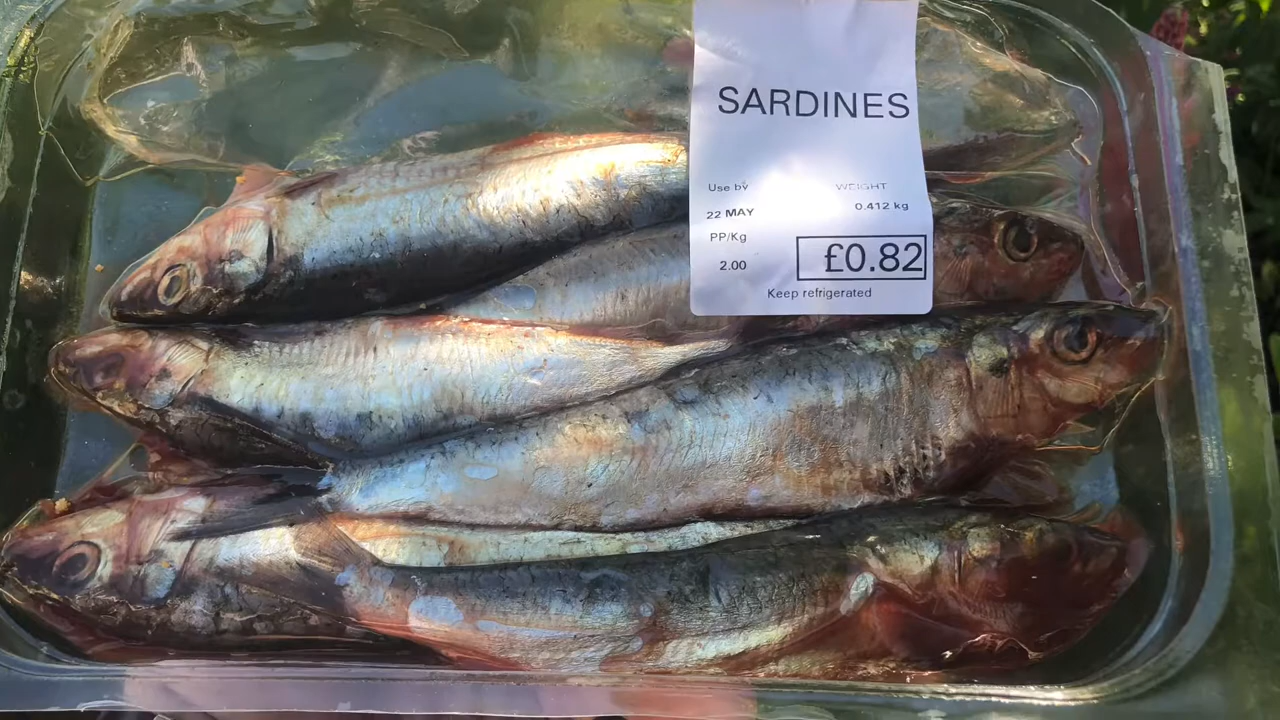 SARDINES
Use by WEIGHT
22 MAY 0.412 kg
PP/Kg
2.00 £0.82
Keep refrigerated